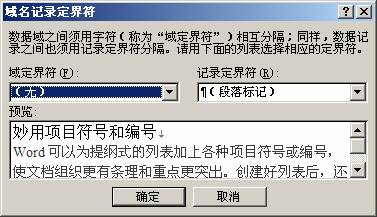 域名记录定界符
数据域之间须用字符(称为“域定界符”)相互分隔；同样，数据记
录之间也须用记录定界符分隔。请用下面的列表选择相应的定界符。
域定界符(F):
记录定界符(R):
(无)
¶(段落标记)
预览:
妙用项目符号和编号↓
Word 可以为提纲式的列表加上各种项目符号或编号，
使文档组织更有条理和重点更突出。创建好列表后，还
确定
取消